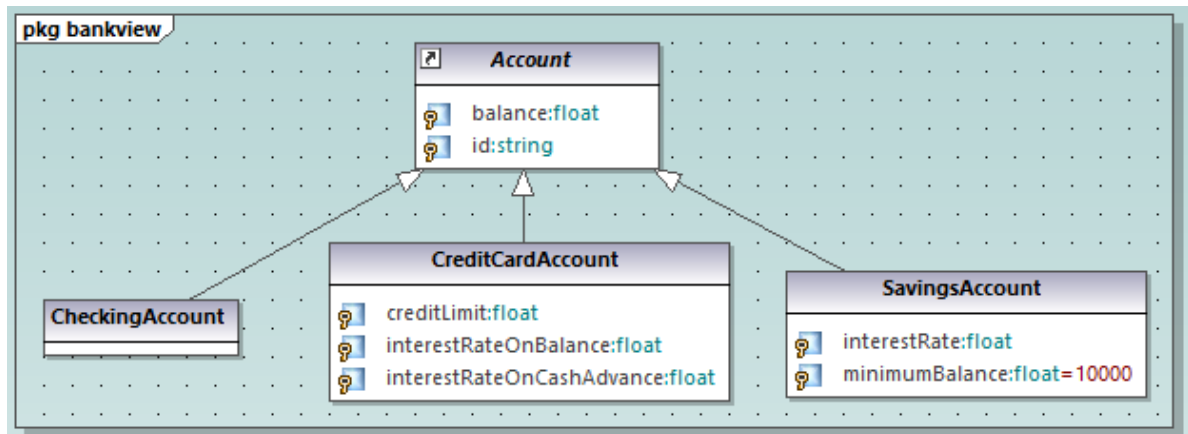 pkg bankview
Account
balance:float
id:string
CheckingAccount
CreditCardAccount
creditLimit:float
interestRateOnBalance:float
interestRateOnCashAdvance:float
SavingsAccount
interestRate:float
minimumBalance:float=10000